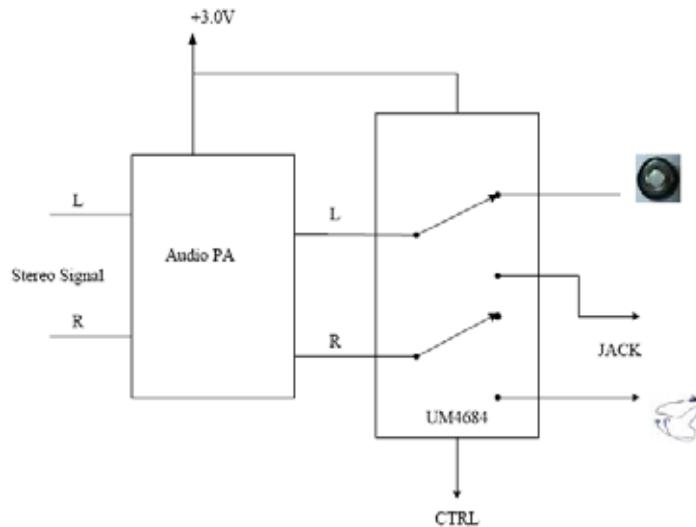 +3.0V
L
L
Audio PA
Stereo Signal
R
R
JACK
UM4684
CTRL